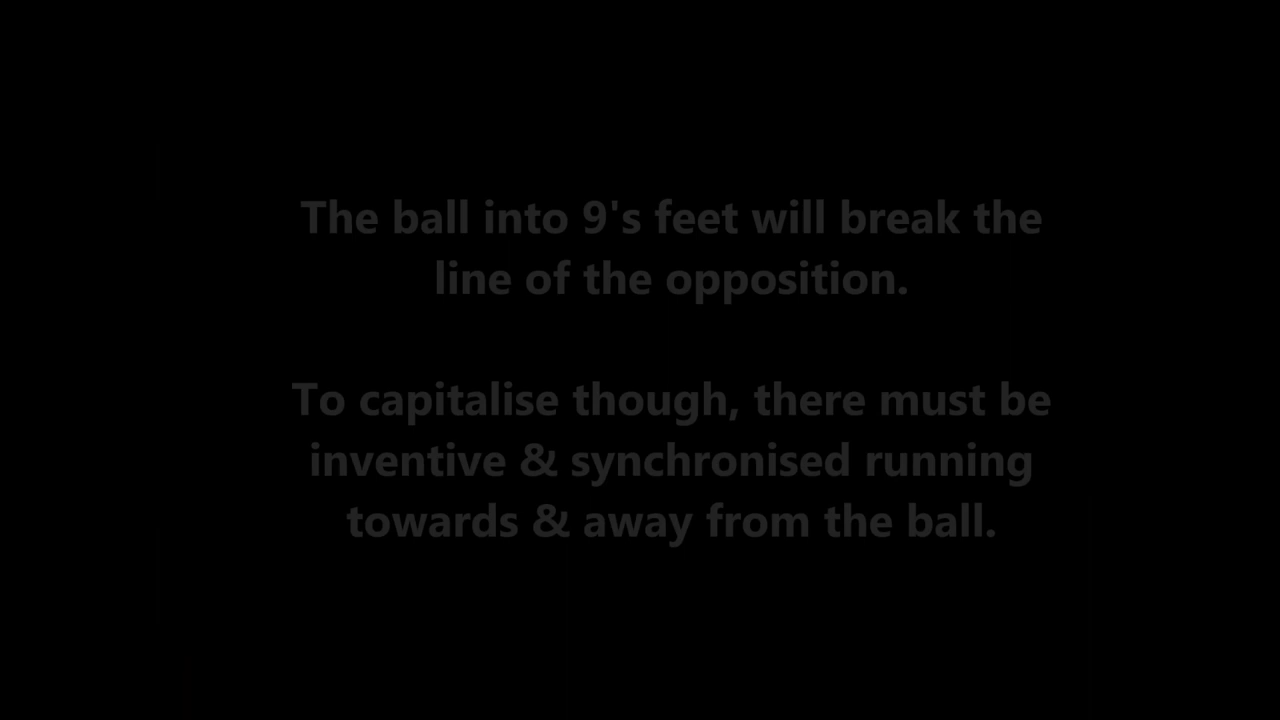 The ball into 9's feet will break the
line of the opposition.
To capitalise though, there must be
inventive & synchronised running
towards & away from the ball.